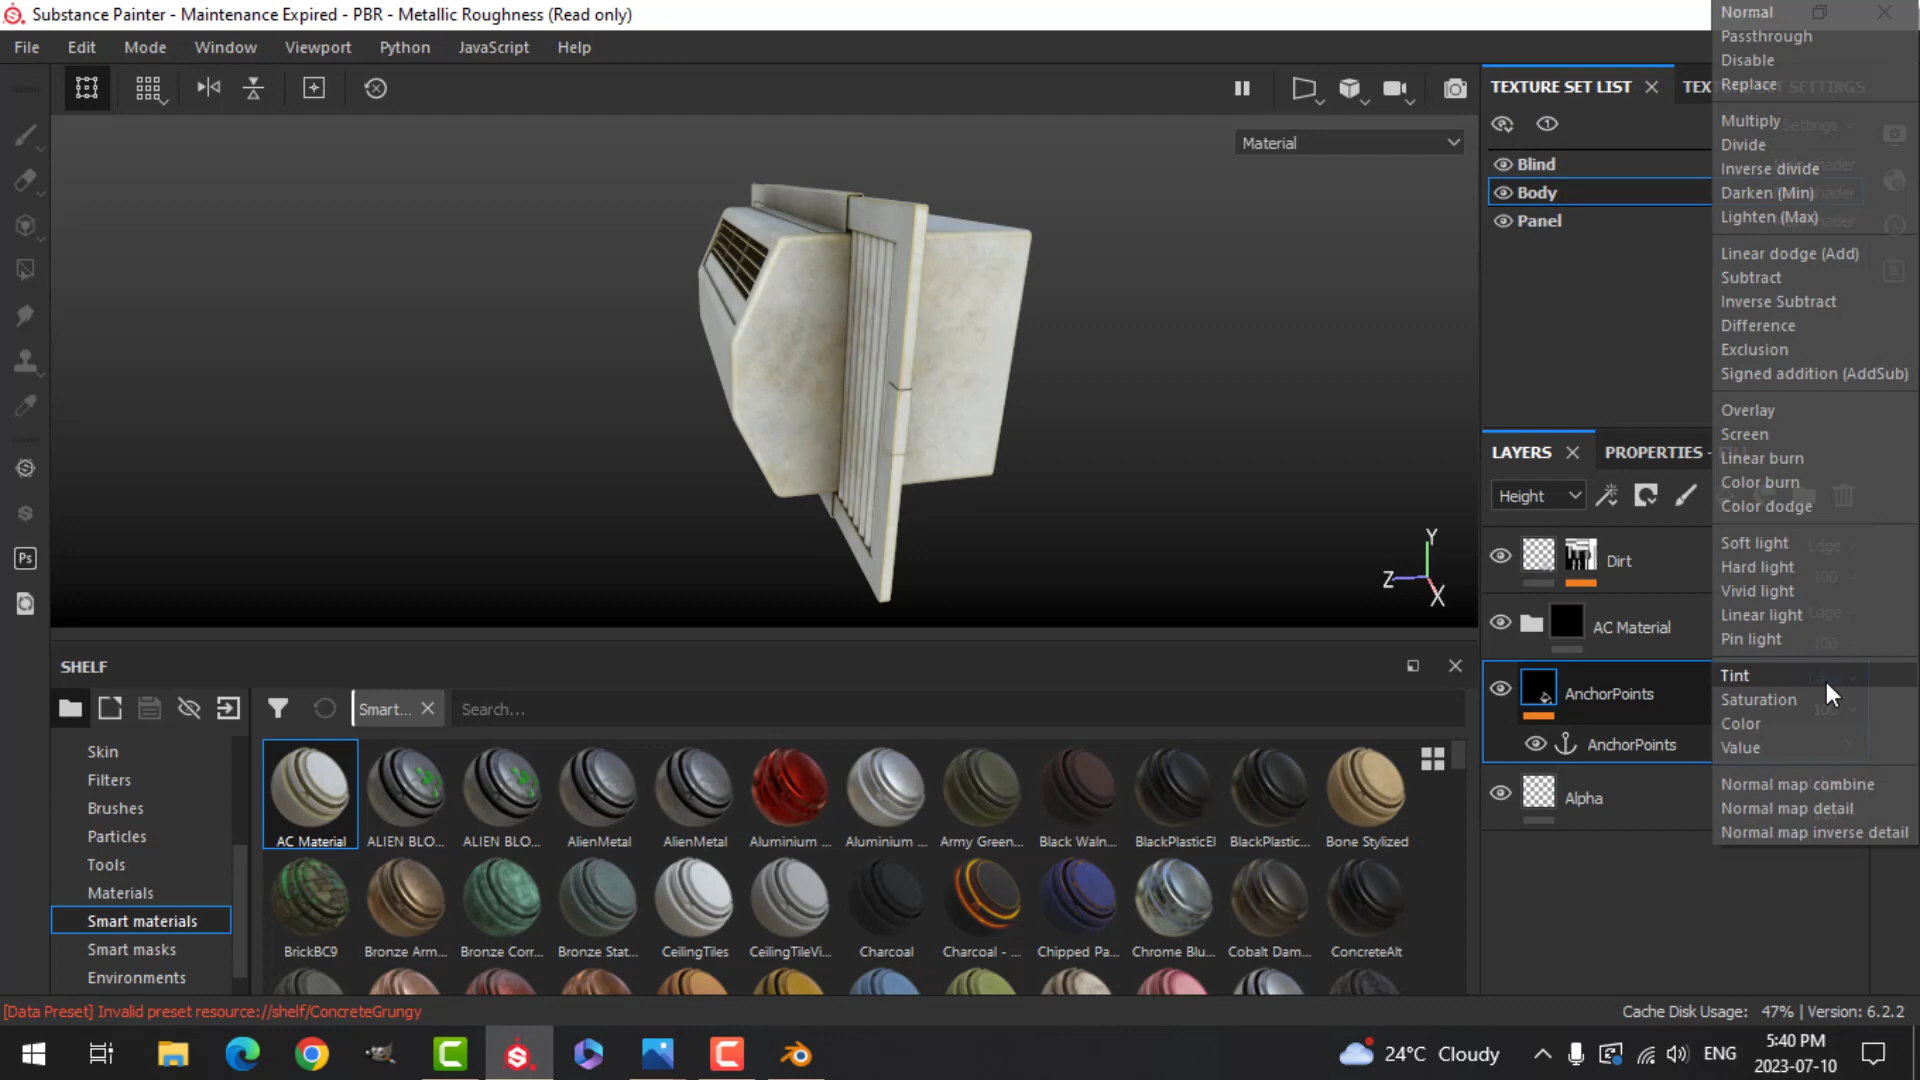 Substance Painter - Maintenance Expired - PBR - Metallic Roughness (Read only)
File Edit Mode Window Viewport Python JavaScript Help
Material
TEXTURE SET LIST
SETTINGS
Settings
Blind
Body
Panel
Normal
Passthrough
Disable
Replace
Multiply
Divide
Inverse divide
Darken (Min)
Lighten (Max)
Linear dodge (Add)
Subtract
Inverse Subtract
Difference
Exclusion
Signed addition (AddSub)
Overlay
Screen
Linear burn
Color burn
Color dodge
Soft light
Hard light
Vivid light
Linear light
Pin light
Tint
Saturation
Color
Value
Normal map combine
Normal map detail
Normal map inverse detail
LAYERS
PROPERTIES -
Height
Dirt
AC Material
AnchorPoints
AnchorPoints
Alpha
Y
Z
X
SHELF
Smart...
Search...
Skin
Filters
Brushes
Particles
Tools
Materials
Smart materials
Smart masks
Environments
AC Material ALIEN BLO... ALIEN BLO... AlienMetal AlienMetal Aluminium ... Aluminium ... Army Green... Black Waln... BlackPlasticEl BlackPlastic... Bone Stylized
BrickBC9 Bronze Arm... Bronze Corr... Bronze Stat... CeilingTiles CeilingTileVi... Charcoal Charcoal - ... Chipped Pa... Chrome Blu... Cobalt Dam... ConcreteAlt
[Data Preset] Invalid preset resource://shelf/ConcreteGrungy
Cache Disk Usage: 47% | Version: 6.2.2
Ps
24°C Cloudy
ENG
5:40 PM
2023-07-10